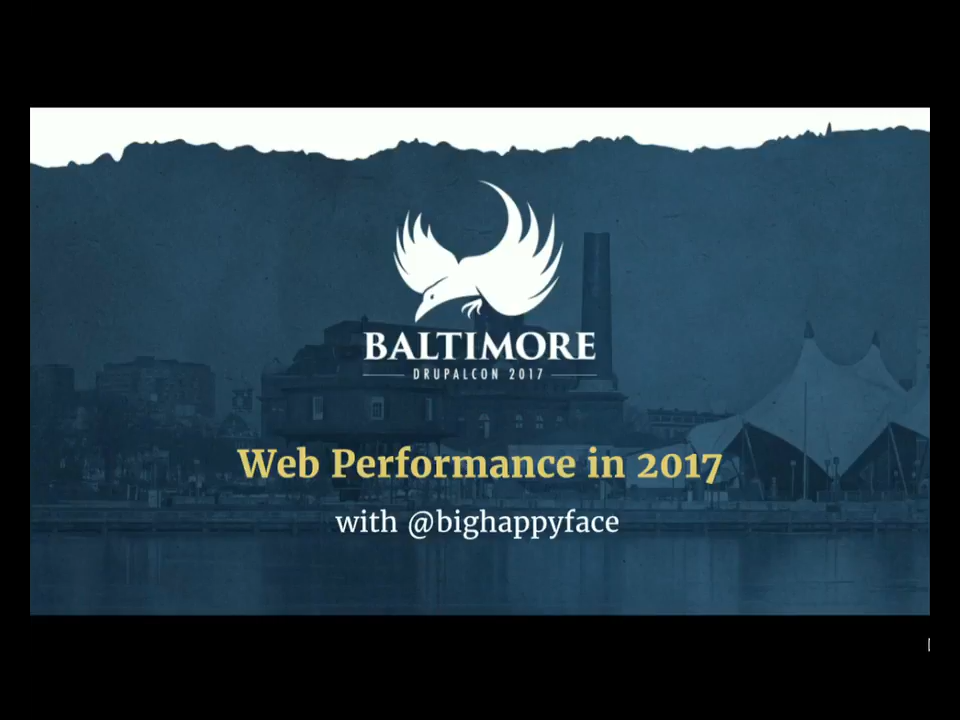 BALTIMORE
DRUPALCON 2017
Web Performance in 2017
with @bighappyface